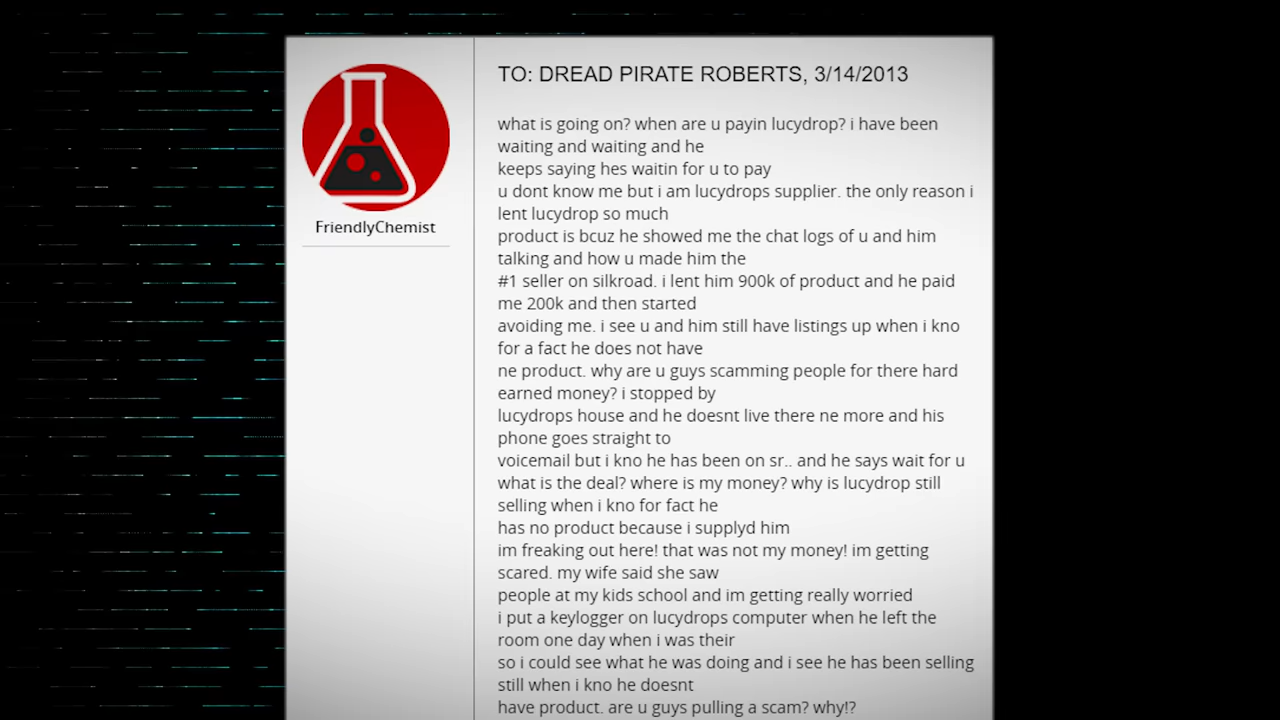 TO: DREAD PIRATE ROBERTS, 3/14/2013
what is going on? when are u payin lucydrop? i have been
waiting and waiting and he
keeps saying hes waitin for u to pay
u dont know me but i am lucydrops supplier. the only reason i
lent lucydrop so much
product is bcuz he showed me the chat logs of u and him
talking and how u made him the
#1 seller on silkroad. i lent him 900k of product and he paid
me 200k and then started
avoiding me. i see u and him still have listings up when i kno
for a fact he does not have
ne product. why are u guys scamming people for there hard
earned money? i stopped by
lucydrops house and he doesnt live there ne more and his
phone goes straight to
voicemail but i kno he has been on sr.. and he says wait for u
what is the deal? where is my money? why is lucydrop still
selling when i kno for fact he
has no product because i supplyd him
im freaking out here! that was not my money! im getting
scared. my wife said she saw
people at my kids school and im getting really worried
i put a keylogger on lucydrops computer when he left the
room one day when i was their
so i could see what he was doing and i see he has been selling
still when i kno he doesnt
have product. are u guys pulling a scam? why!?
FriendlyChemist